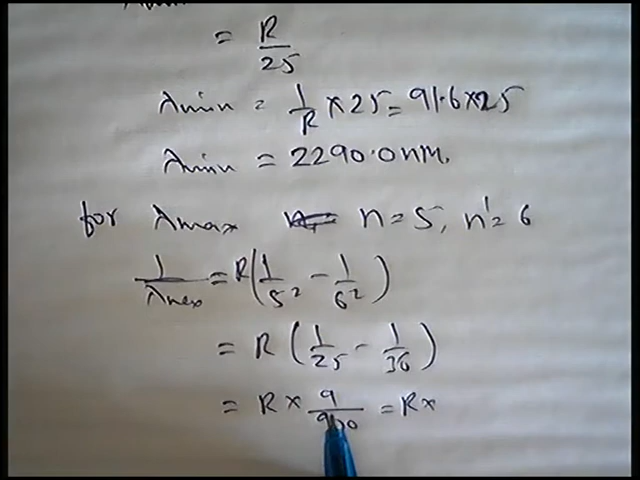 = R/25
λmin = 1/R × 25 = 91.6 × 25
λmin = 2290.0 nm.
for λmax n = 5, n' = 6
1/λmax = R(1/5² - 1/6²)
= R(1/25 - 1/36)
= R × 9/900 = R ×